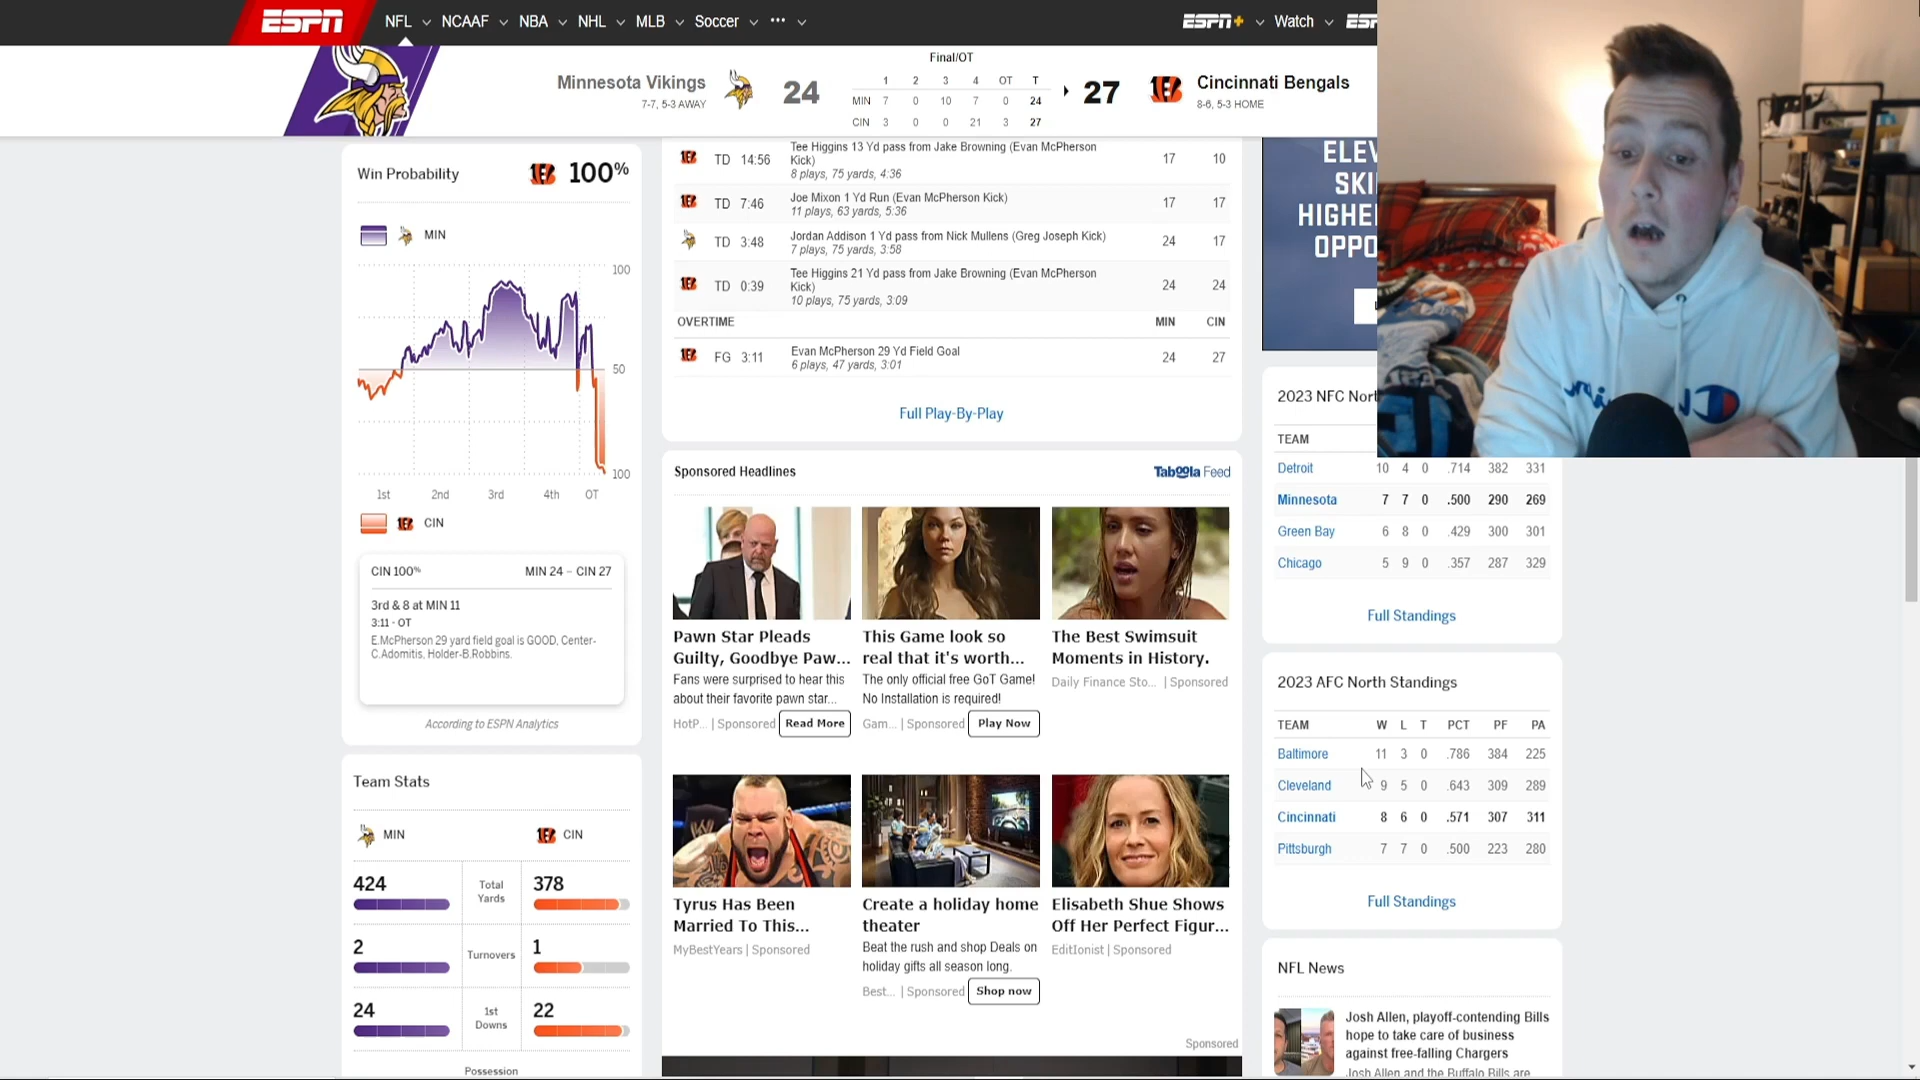 ESPN NFL NCAAF NBA NHL MLB Soccer ••• ESPN+ Watch ESP
Final/OT
Minnesota Vikings
7-7, 5-3 AWAY
24
1 2 3 4 OT T
MIN 7 0 10 7 0 24
CIN 3 0 0 21 3 27
27
Cincinnati Bengals
8-6, 5-3 HOME
Win Probability 100%
MIN
100
50
100
1st 2nd 3rd 4th OT
CIN
CIN 100% MIN 24 - CIN 27
3rd & 8 at MIN 11
3:11 - OT
E.McPherson 29 yard field goal is GOOD, Center-
C.Adomitis, Holder-B.Robbins.
According to ESPN Analytics
Team Stats
MIN CIN
424 Total Yards 378
2 Turnovers 1
24 1st Downs 22
Possession
TD 14:56 Tee Higgins 13 Yd pass from Jake Browning (Evan McPherson 17 10
Kick)
8 plays, 75 yards, 4:36
TD 7:46 Joe Mixon 1 Yd Run (Evan McPherson Kick) 17 17
11 plays, 63 yards, 5:36
TD 3:48 Jordan Addison 1 Yd pass from Nick Mullens (Greg Joseph Kick) 24 17
7 plays, 75 yards, 3:58
TD 0:39 Tee Higgins 21 Yd pass from Jake Browning (Evan McPherson 24 24
Kick)
10 plays, 75 yards, 3:09
OVERTIME MIN CIN
FG 3:11 Evan McPherson 29 Yd Field Goal 24 27
6 plays, 47 yards, 3:01
Full Play-By-Play
Sponsored Headlines Taboola Feed
Pawn Star Pleads
Guilty, Goodbye Paw...
Fans were surprised to hear this
about their favorite pawn star...
HotP... | Sponsored Read More
This Game look so
real that it's worth...
The only official free GoT Game!
No Installation is required!
Gam... | Sponsored Play Now
The Best Swimsuit
Moments in History.
Daily Finance Sto... | Sponsored
Tyrus Has Been
Married To This...
MyBestYears | Sponsored
Create a holiday home
theater
Beat the rush and shop Deals on
holiday gifts all season long.
Best... | Sponsored Shop now
Elisabeth Shue Shows
Off Her Perfect Figur...
EditIonist | Sponsored
Sponsored
ELEV
SKI
HIGHE
OPPO
2023 NFC Nort
TEAM
Detroit 10 4 0 .714 382 331
Minnesota 7 7 0 .500 290 269
Green Bay 6 8 0 .429 300 301
Chicago 5 9 0 .357 287 329
Full Standings
2023 AFC North Standings
TEAM W L T PCT PF PA
Baltimore 11 3 0 .786 384 225
Cleveland 9 5 0 .643 309 289
Cincinnati 8 6 0 .571 307 311
Pittsburgh 7 7 0 .500 223 280
Full Standings
NFL News
Josh Allen, playoff-contending Bills
hope to take care of business
against free-falling Chargers
Josh Allen and the Buffalo Bills are